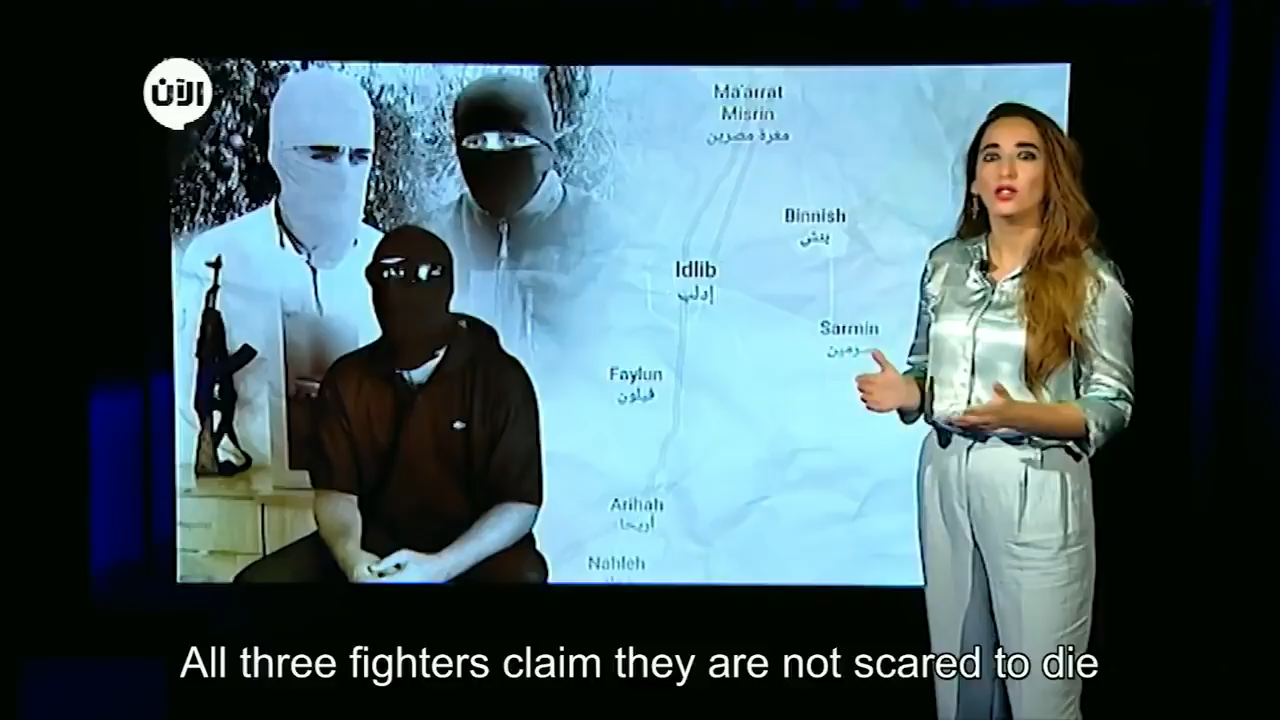 الآن
Ma'arrat
Misrin
معرة مصرين
Binnish
بنش
Idlib
إدلب
Sarmin
سرمين
Faylun
فيلون
Arihah
أريحا
Nahleh
All three fighters claim they are not scared to die